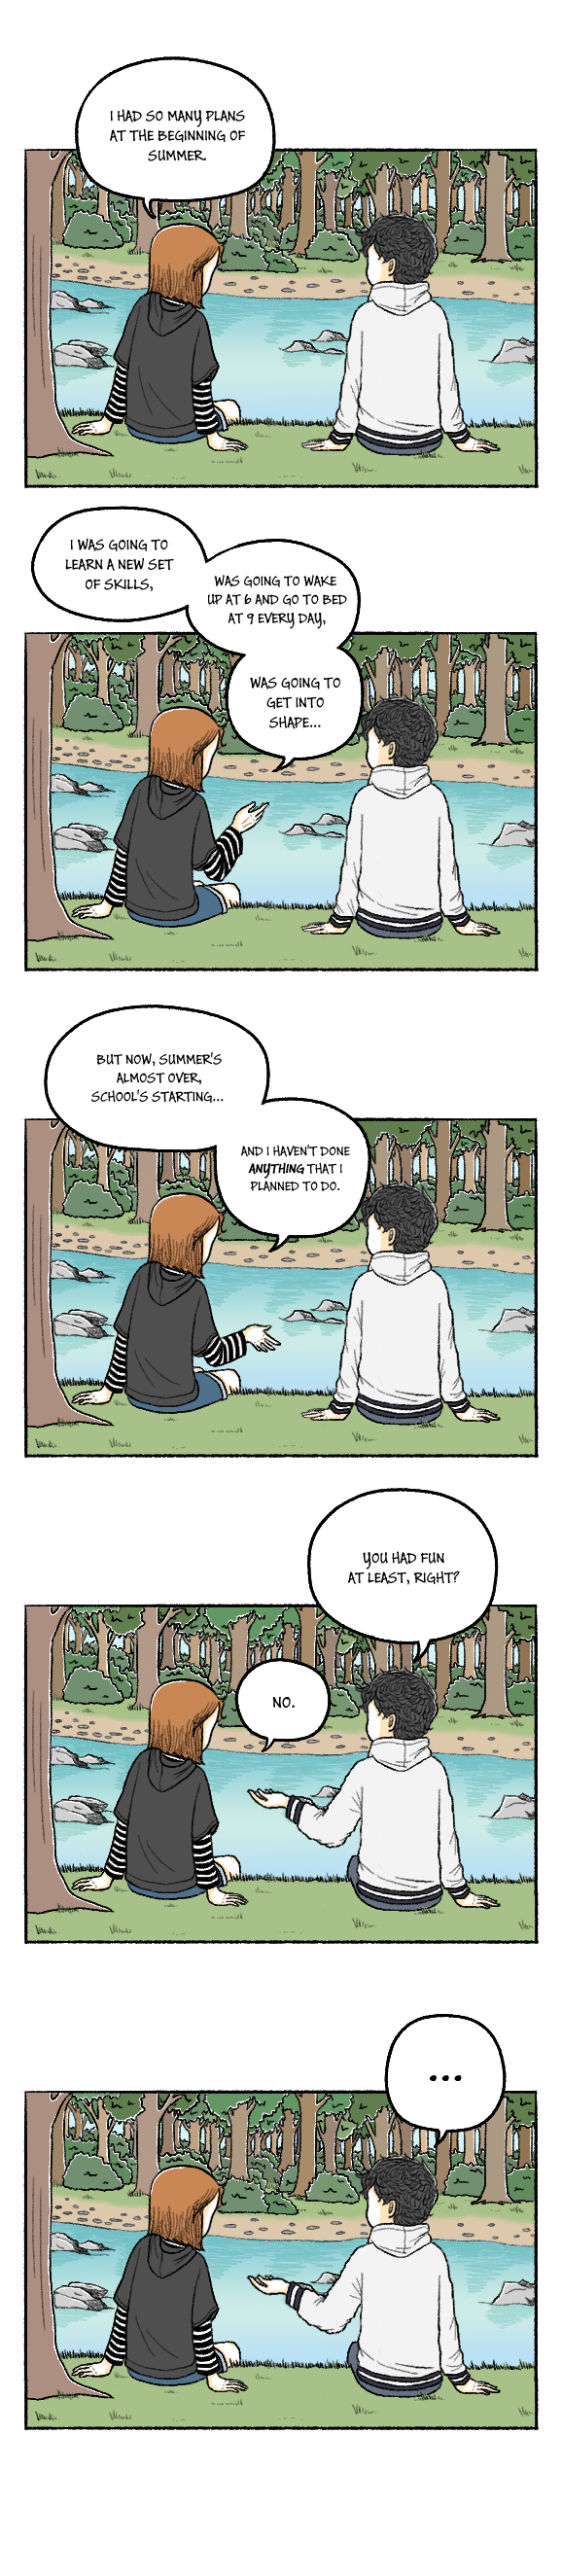 I HAD SO MANY PLANS
AT THE BEGINNING OF
SUMMER.
I WAS GOING TO
LEARN A NEW SET
OF SKILLS,
WAS GOING TO WAKE
UP AT 6 AND GO TO BED
AT 9 EVERY DAY,
WAS GOING TO
GET INTO
SHAPE...
BUT NOW, SUMMER'S
ALMOST OVER,
SCHOOL'S STARTING...
AND I HAVEN'T DONE
ANYTHING THAT I
PLANNED TO DO.
YOU HAD FUN
AT LEAST, RIGHT?
NO.
...